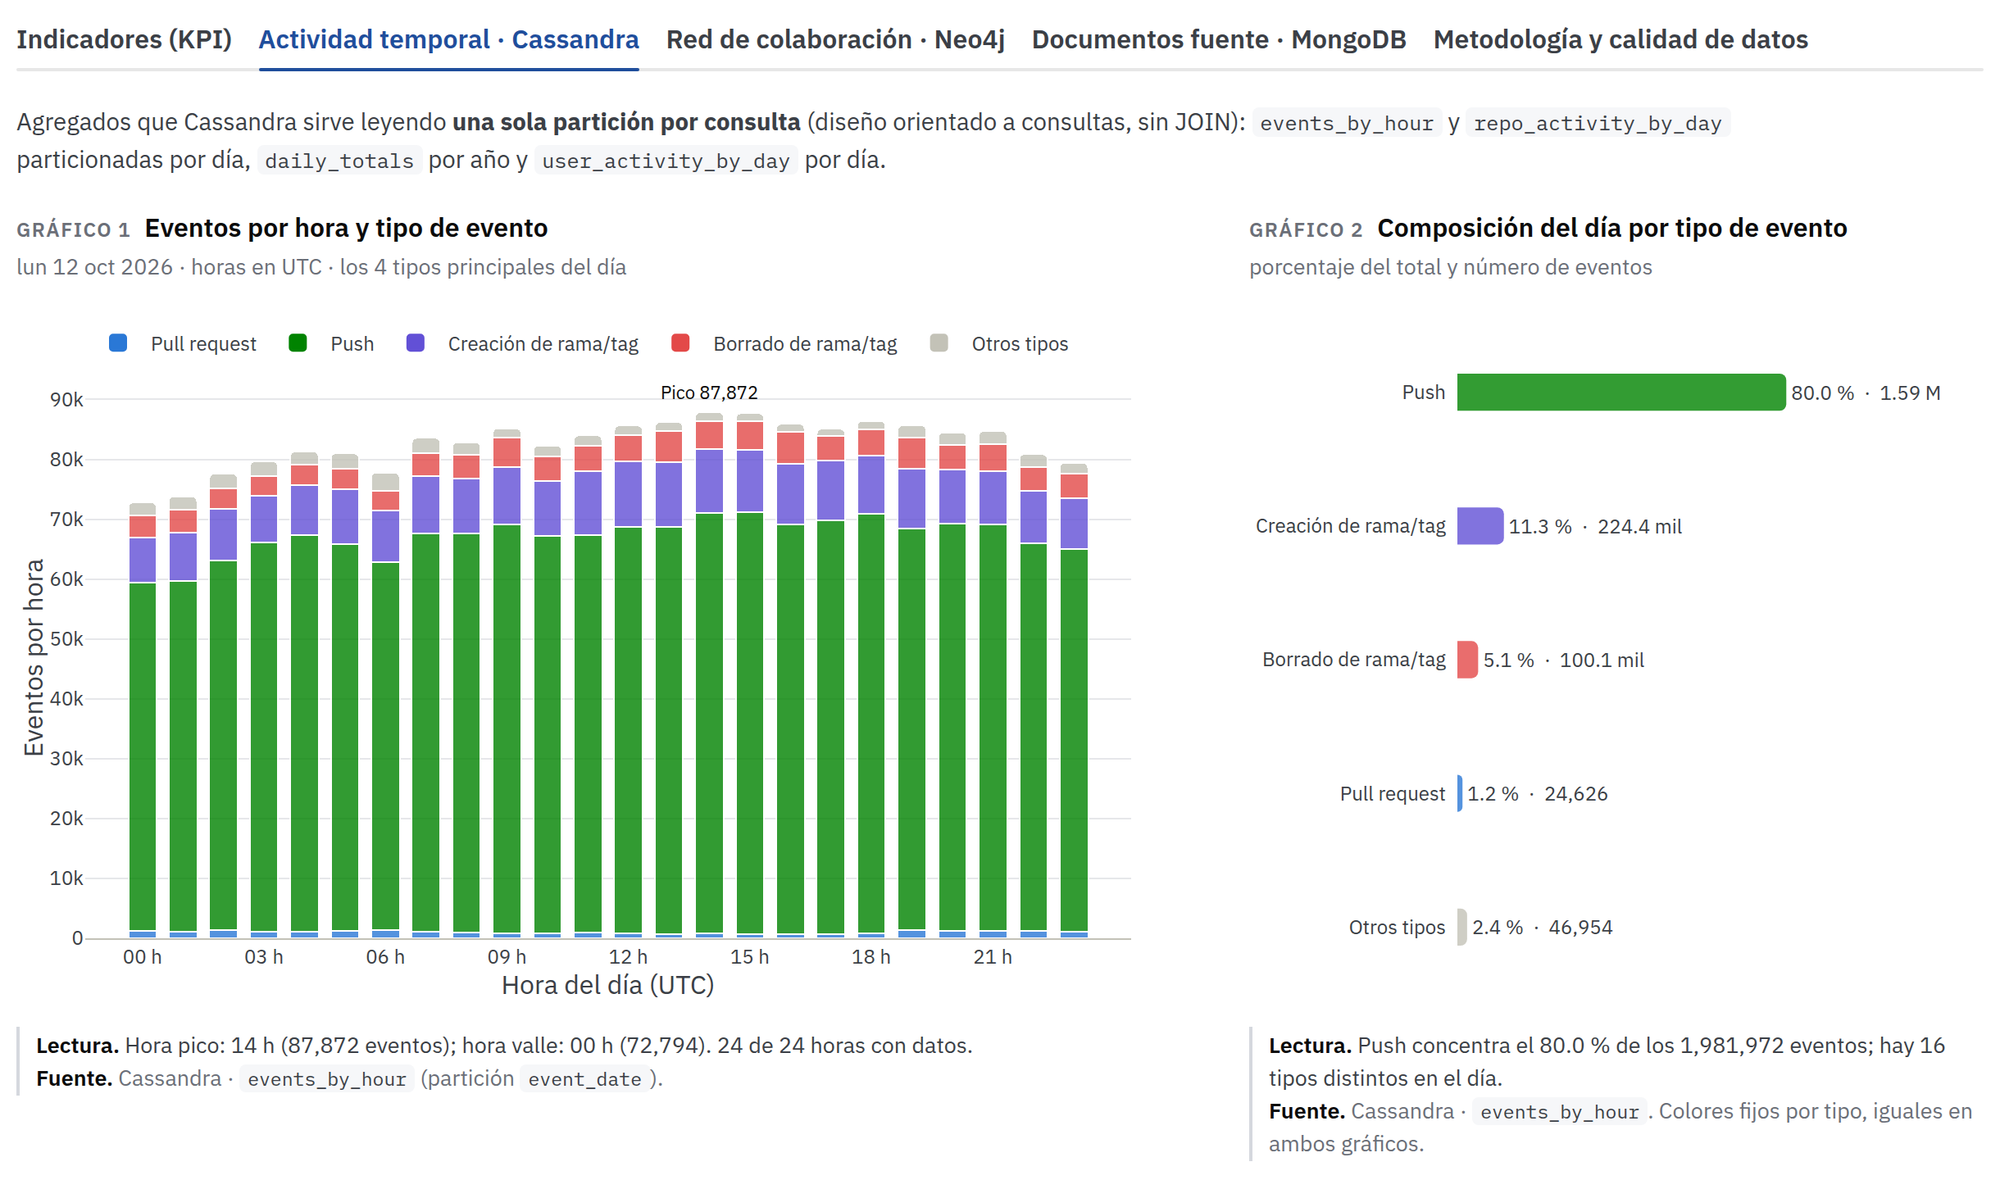 Indicadores (KPI) Actividad temporal · Cassandra Red de colaboración · Neo4j Documentos fuente · MongoDB Metodología y calidad de datos
Agregados que Cassandra sirve leyendo una sola partición por consulta (diseño orientado a consultas, sin JOIN): events_by_hour y repo_activity_by_day
particionadas por día, daily_totals por año y user_activity_by_day por día.
GRÁFICO 1 Eventos por hora y tipo de evento
lun 12 oct 2026 · horas en UTC · los 4 tipos principales del día
Pull request Push Creación de rama/tag Borrado de rama/tag Otros tipos
Pico 87,872
90k
80k
70k
60k
50k
40k
30k
20k
10k
0
Eventos por hora
00 h 03 h 06 h 09 h 12 h 15 h 18 h 21 h
Hora del día (UTC)
Lectura. Hora pico: 14 h (87,872 eventos); hora valle: 00 h (72,794). 24 de 24 horas con datos.
Fuente. Cassandra · events_by_hour (partición event_date ).
GRÁFICO 2 Composición del día por tipo de evento
porcentaje del total y número de eventos
Push 80.0 % · 1.59 M
Creación de rama/tag 11.3 % · 224.4 mil
Borrado de rama/tag 5.1 % · 100.1 mil
Pull request 1.2 % · 24,626
Otros tipos 2.4 % · 46,954
Lectura. Push concentra el 80.0 % de los 1,981,972 eventos; hay 16
tipos distintos en el día.
Fuente. Cassandra · events_by_hour . Colores fijos por tipo, iguales en
ambos gráficos.